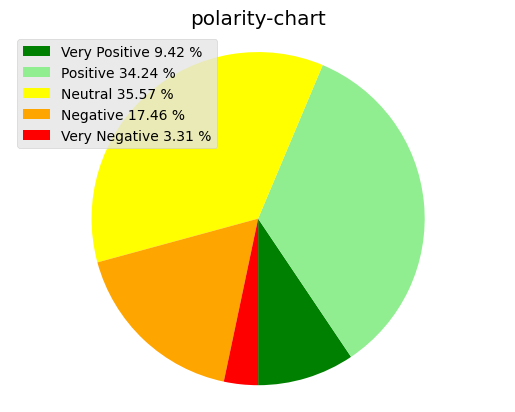 polarity-chart
Very Positive 9.42 %
Positive 34.24 %
Neutral 35.57 %
Negative 17.46 %
Very Negative 3.31 %